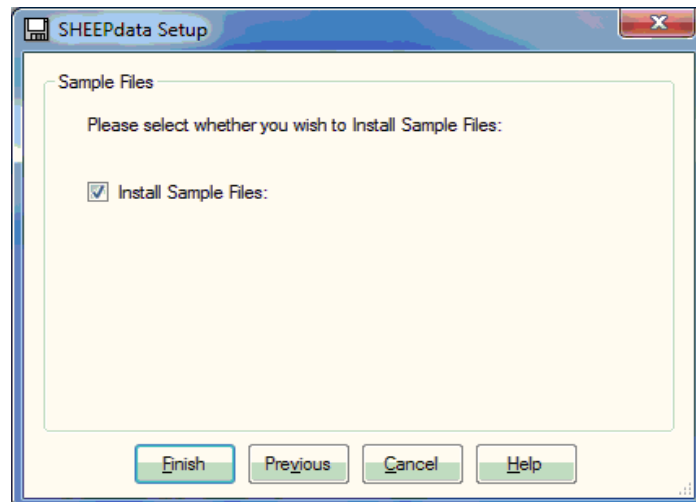 SHEEPdata Setup
Sample Files
Please select whether you wish to Install Sample Files:
Install Sample Files:
Finish Previous Cancel Help